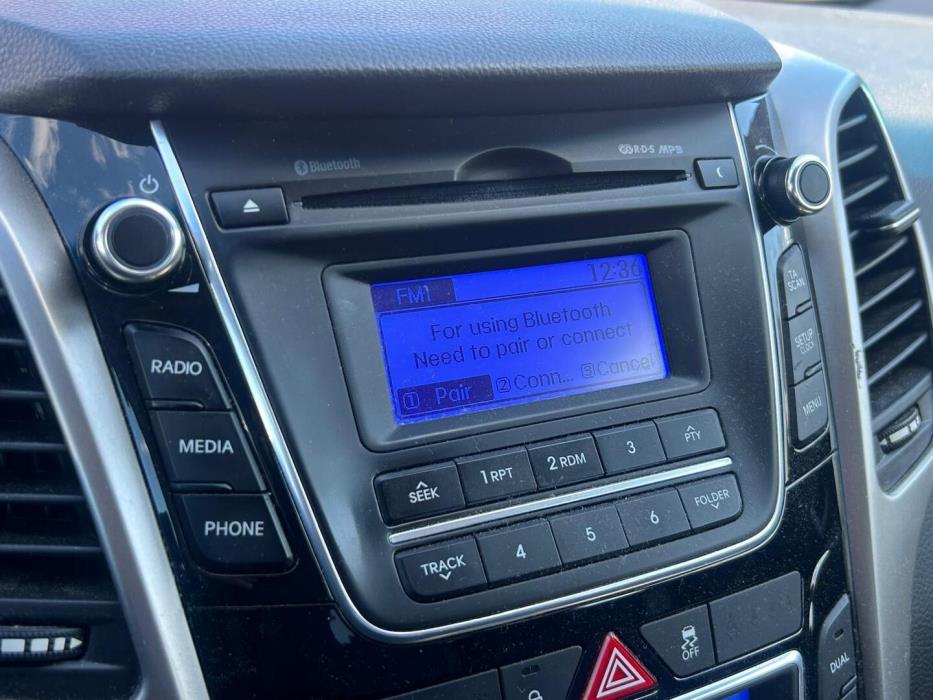 Bluetooth
R·D·S MP3
FM1 12:36
For using Bluetooth
Need to pair or connect
1 Pair 2 Conn... 3 Cancel
RADIO
MEDIA
PHONE
TA
SCAN
SETUP
CLOCK
MENU
SEEK
1 RPT
2 RDM
3
PTY
TRACK
4
5
6
FOLDER
OFF
DUAL